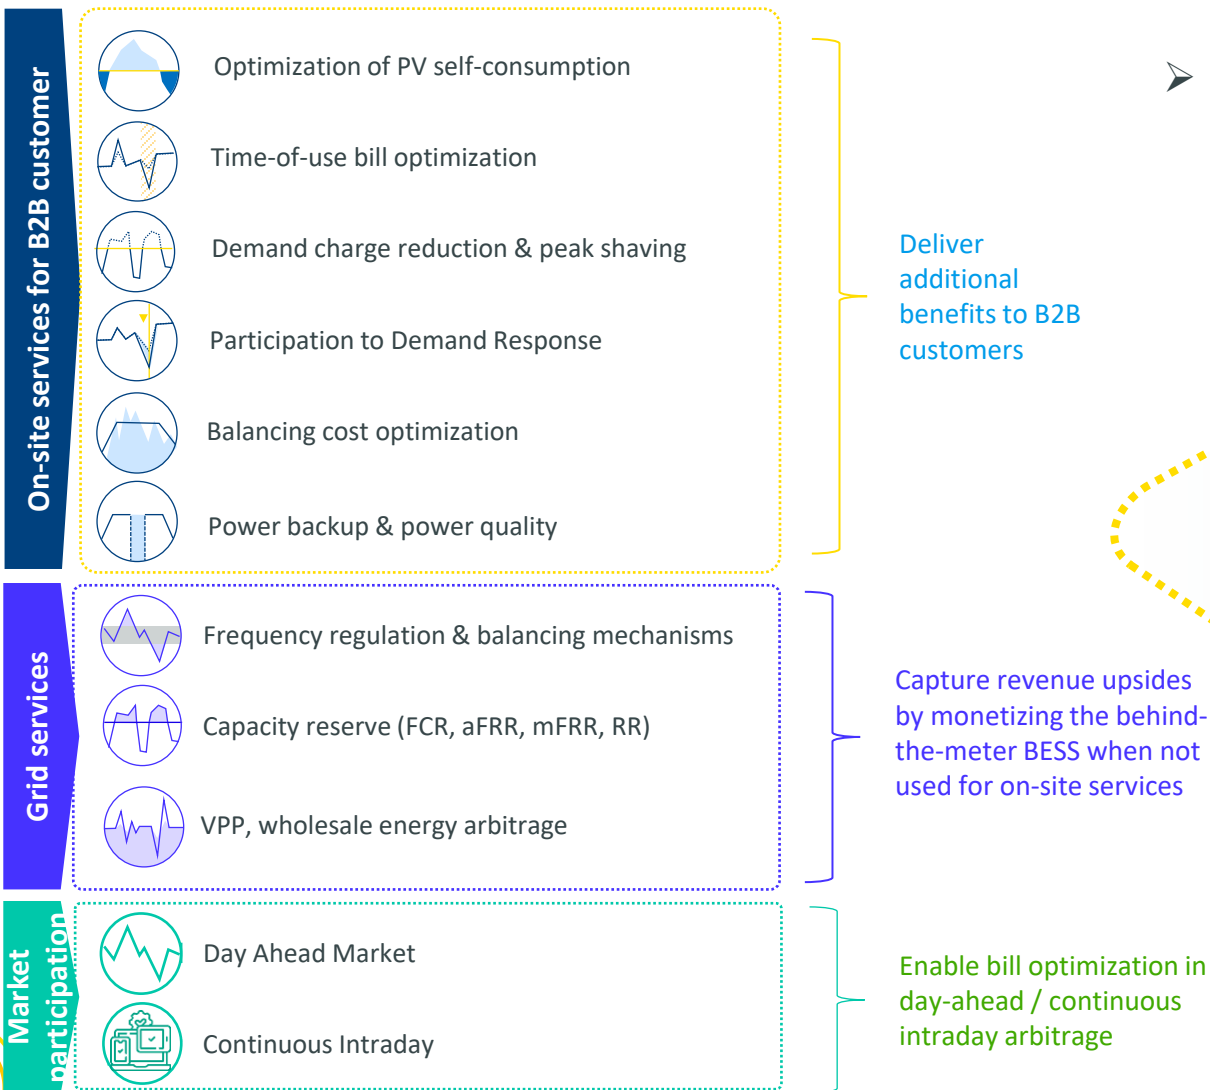 On-site services for B2B customer
Optimization of PV self-consumption
Time-of-use bill optimization
Demand charge reduction & peak shaving
Participation to Demand Response
Balancing cost optimization
Power backup & power quality
Deliver
additional
benefits to B2B
customers
Grid services
Frequency regulation & balancing mechanisms
Capacity reserve (FCR, aFRR, mFRR, RR)
VPP, wholesale energy arbitrage
Capture revenue upsides
by monetizing the behind-
the-meter BESS when not
used for on-site services
Market
participation
Day Ahead Market
Continuous Intraday
Enable bill optimization in
day-ahead / continuous
intraday arbitrage